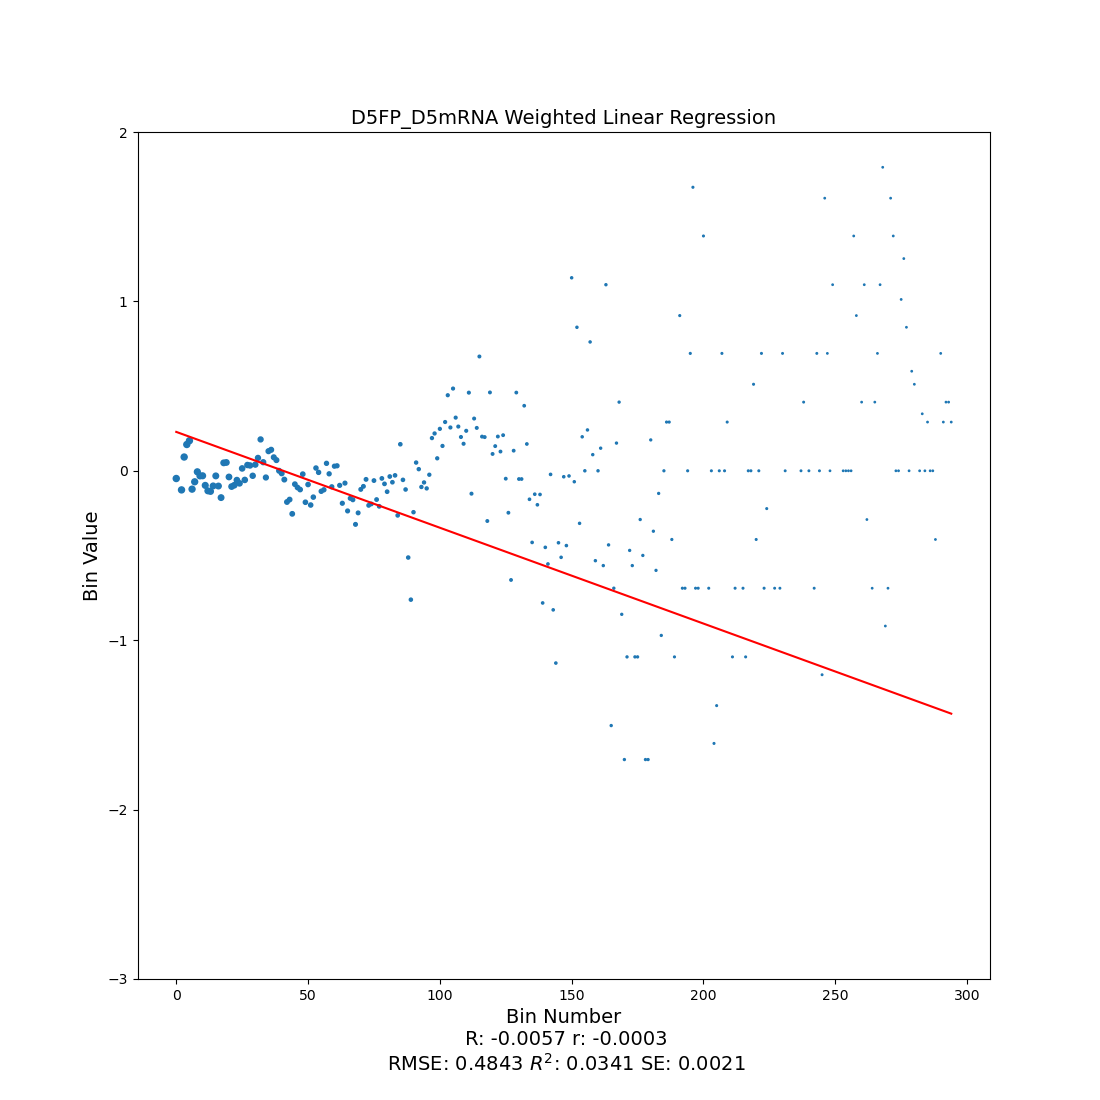 D5FP_D5mRNA Weighted Linear Regression
2
1
0
−1
−2
−3
Bin Value
0 50 100 150 200 250 300
Bin Number
R: -0.0057 r: -0.0003
RMSE: 0.4843 R²: 0.0341 SE: 0.0021